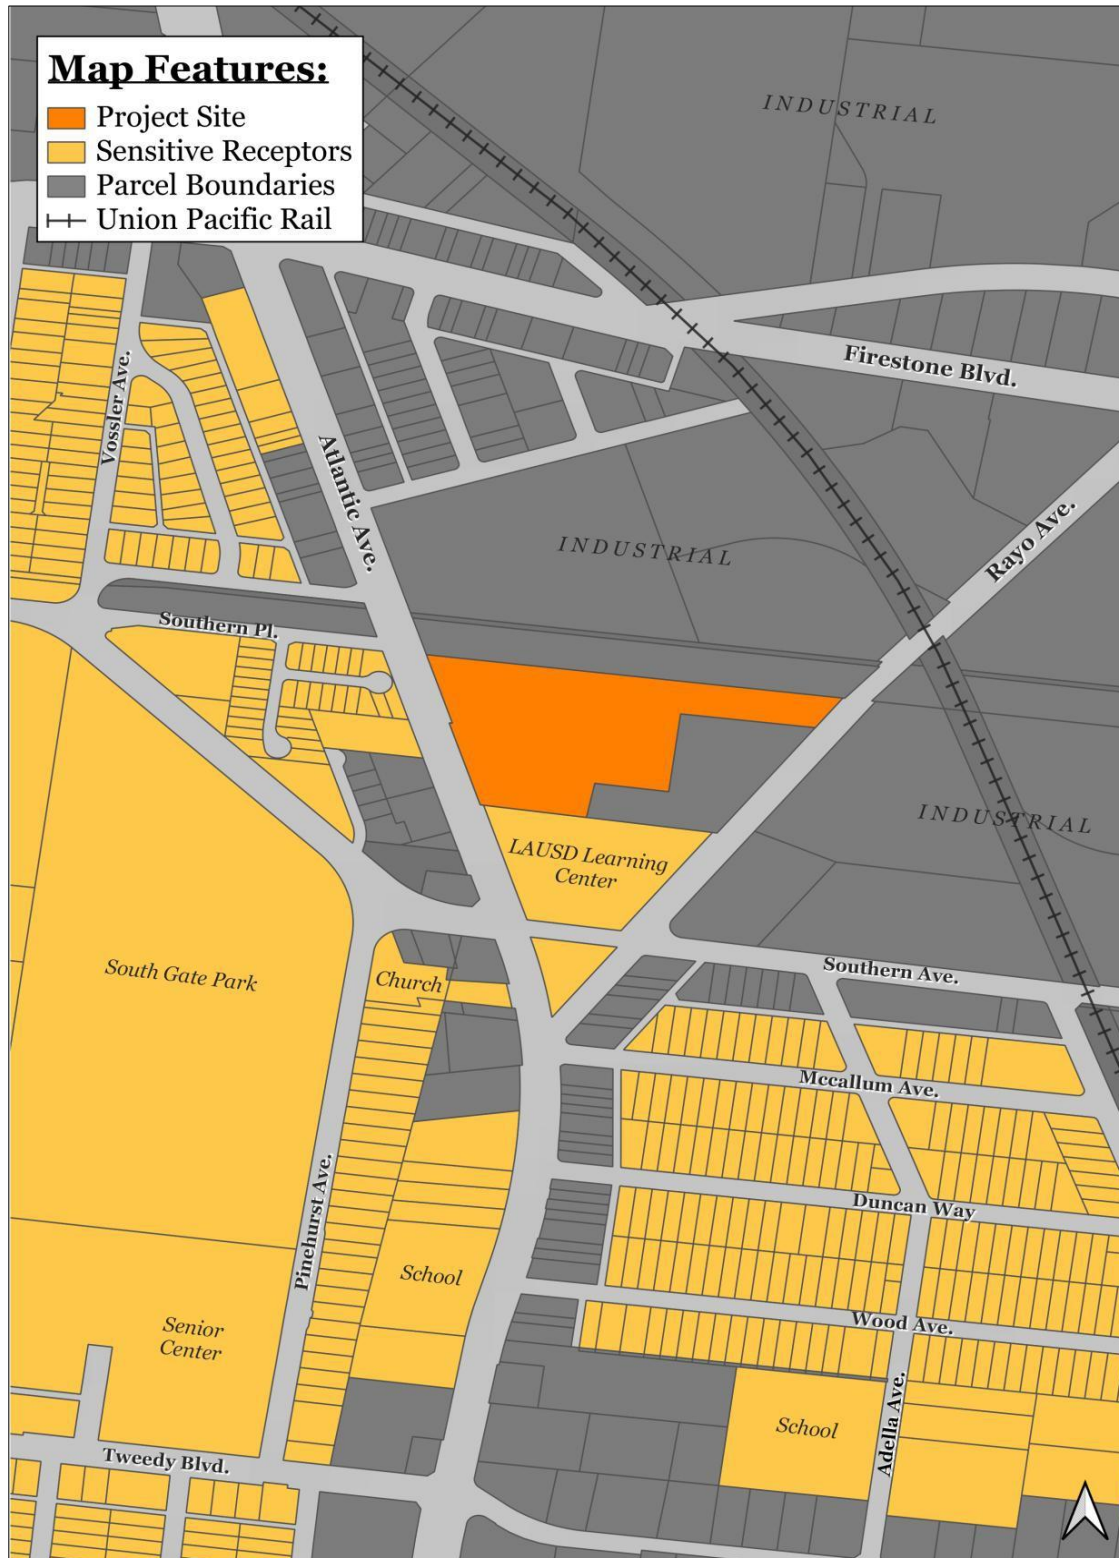 Map Features:
Project Site
Sensitive Receptors
Parcel Boundaries
Union Pacific Rail
INDUSTRIAL
Firestone Blvd.
Vossler Ave.
Atlantic Ave.
Rayo Ave.
INDUSTRIAL
Southern Pl.
INDUSTRIAL
LAUSD Learning
Center
South Gate Park
Church
Southern Ave.
Mccallum Ave.
Duncan Way
Pinehurst Ave.
School
Senior
Center
Wood Ave.
School
Adella Ave.
Tweedy Blvd.